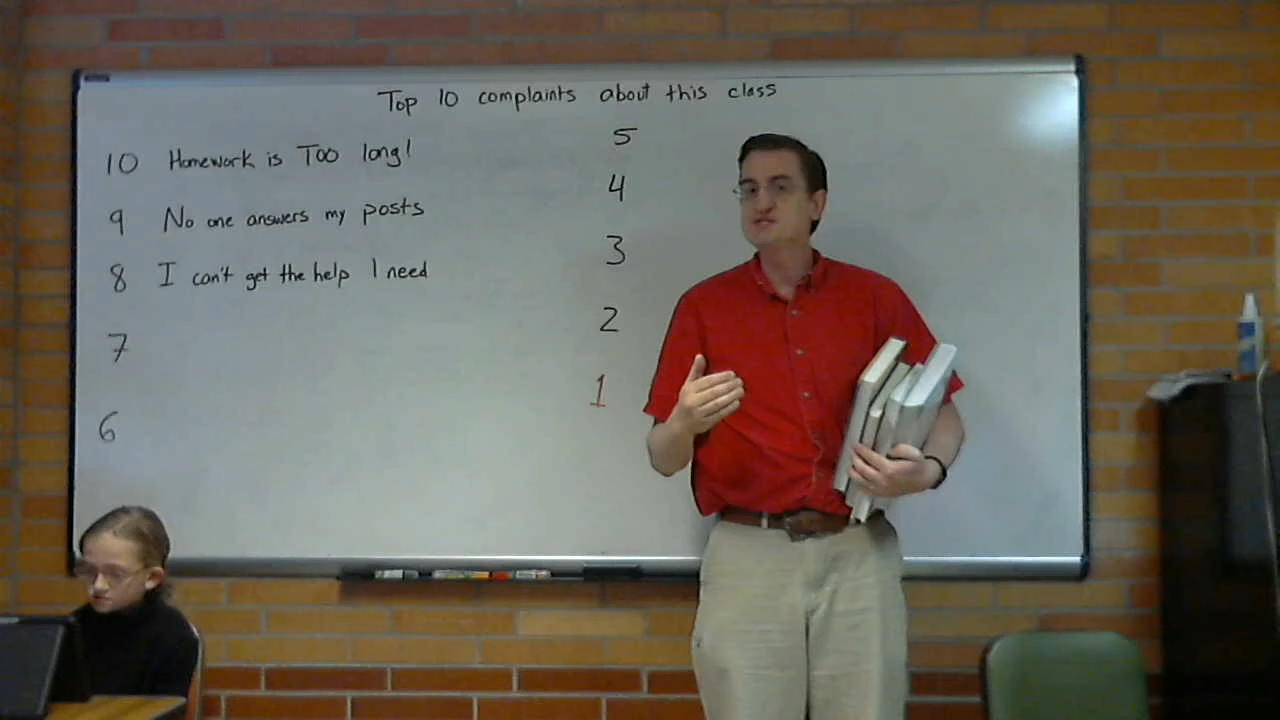 Top 10 complaints about this class
10 Homework is Too long!
9 No one answers my posts
8 I can't get the help I need
7
6
5
4
3
2
1